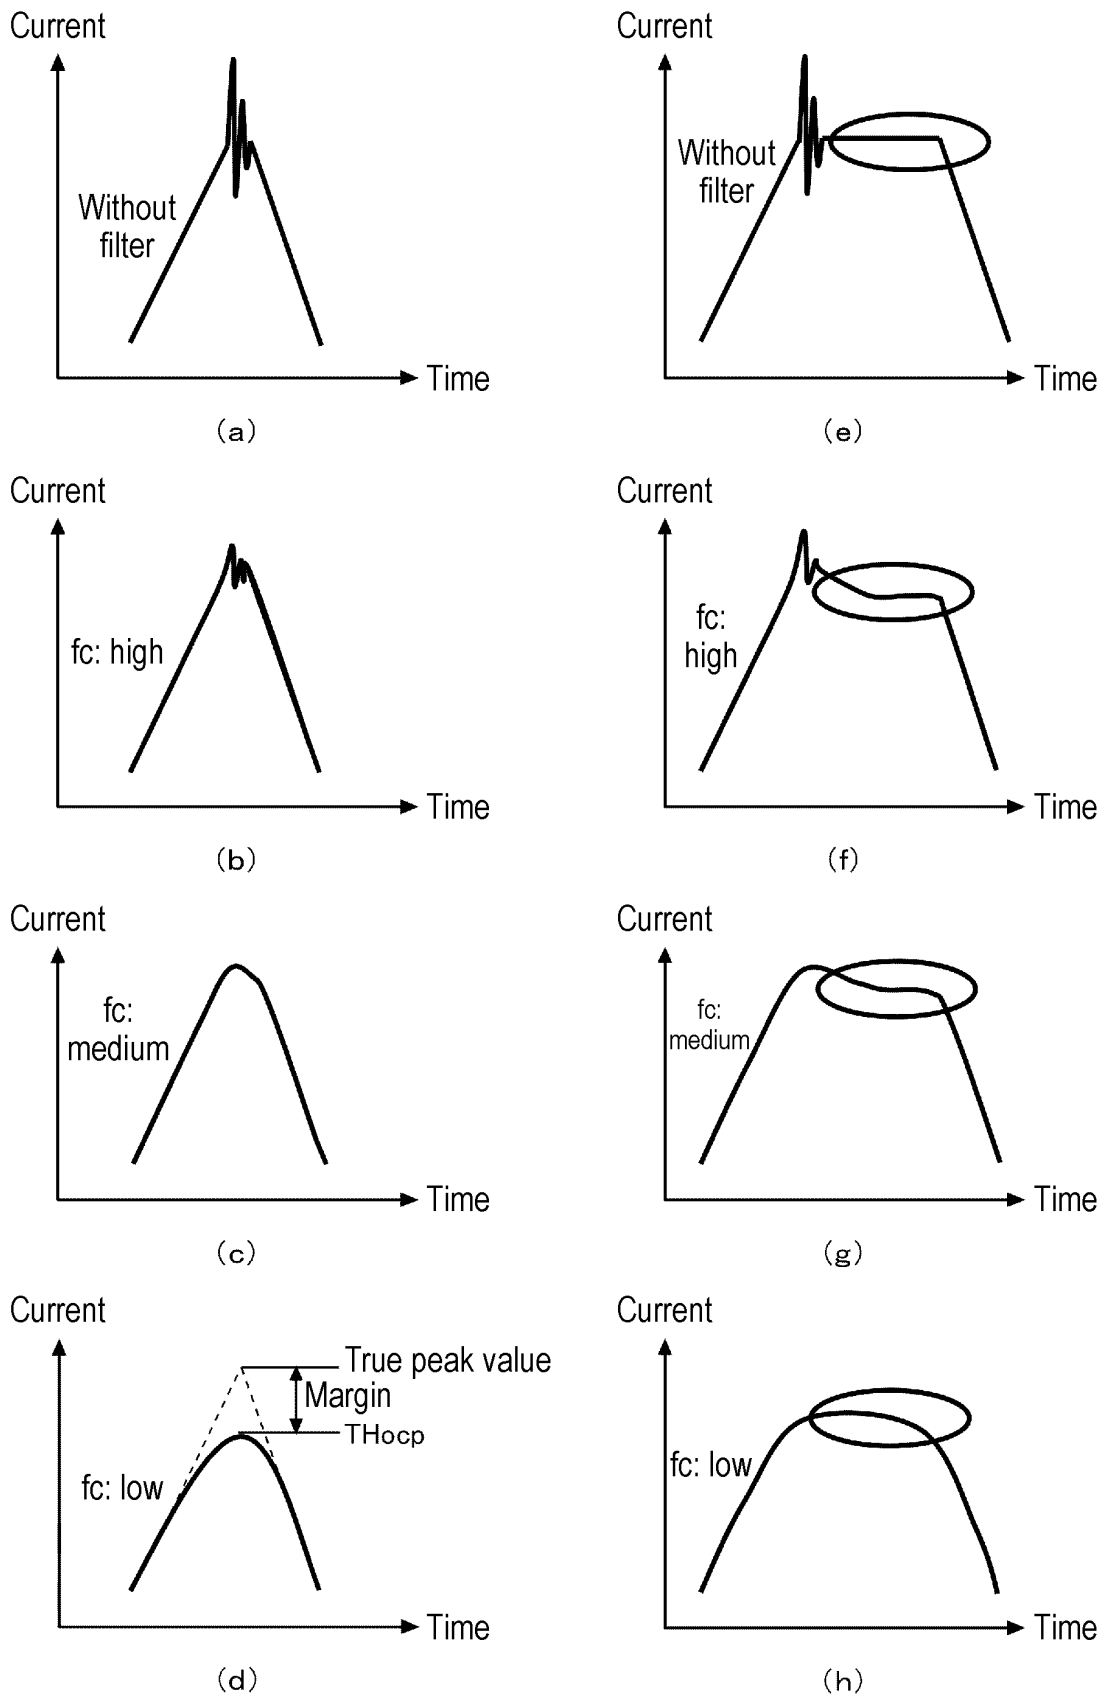 Current
Without
filter
Time
(a)
Current
Without
filter
Time
(e)
Current
fc: high
Time
(b)
Current
fc:
high
Time
(f)
Current
fc:
medium
Time
(c)
Current
fc:
medium
Time
(g)
Current
True peak value
Margin
THocp
fc: low
Time
(d)
Current
fc: low
Time
(h)